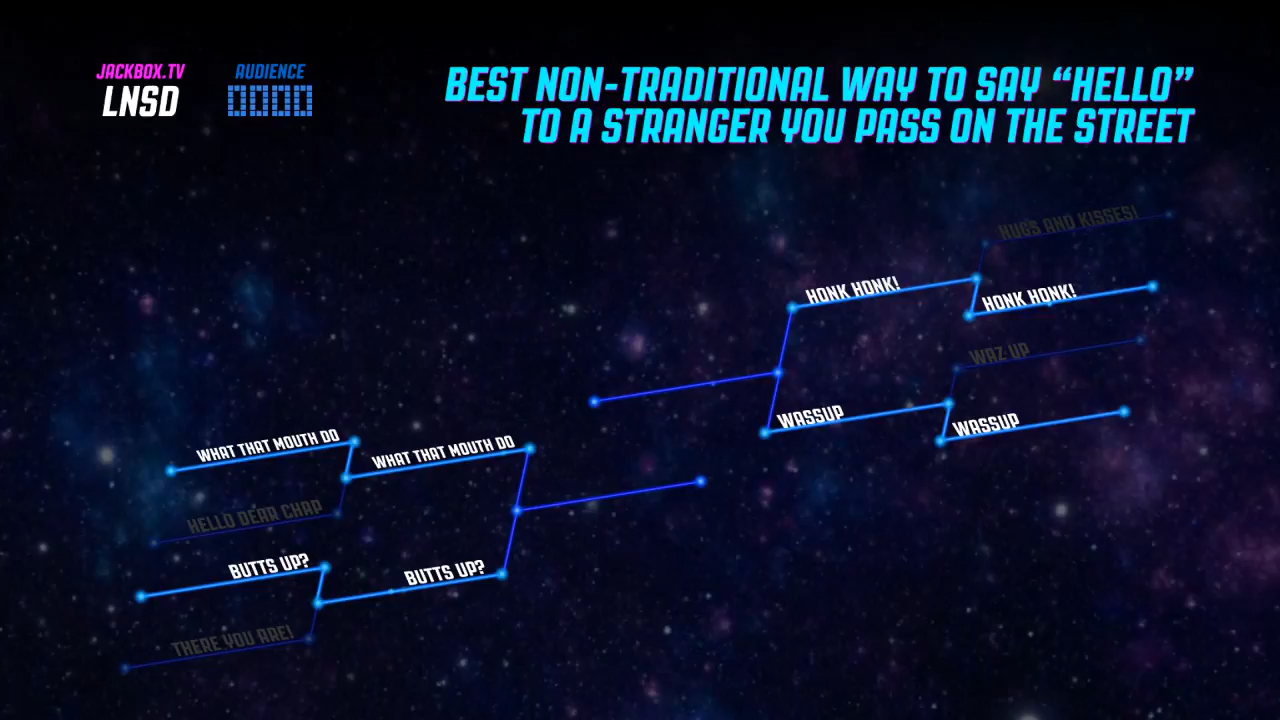 JACKBOX.TV
LNSD
AUDIENCE
0000
BEST NON-TRADITIONAL WAY TO SAY “HELLO”
TO A STRANGER YOU PASS ON THE STREET
HUGS AND KISSES!
HONK HONK!
HONK HONK!
WAZ UP
WASSUP
WASSUP
WHAT THAT MOUTH DO
WHAT THAT MOUTH DO
HELLO DEAR CHAP
BUTTS UP?
BUTTS UP?
THERE YOU ARE!